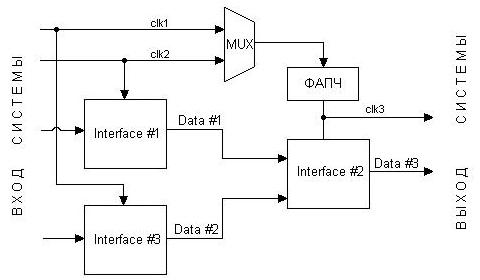 clk1
clk2
MUX
ФАПЧ
clk3
Interface #1
Data #1
Interface #2
Data #3
Interface #3
Data #2
ВХОД СИСТЕМЫ
ВЫХОД СИСТЕМЫ